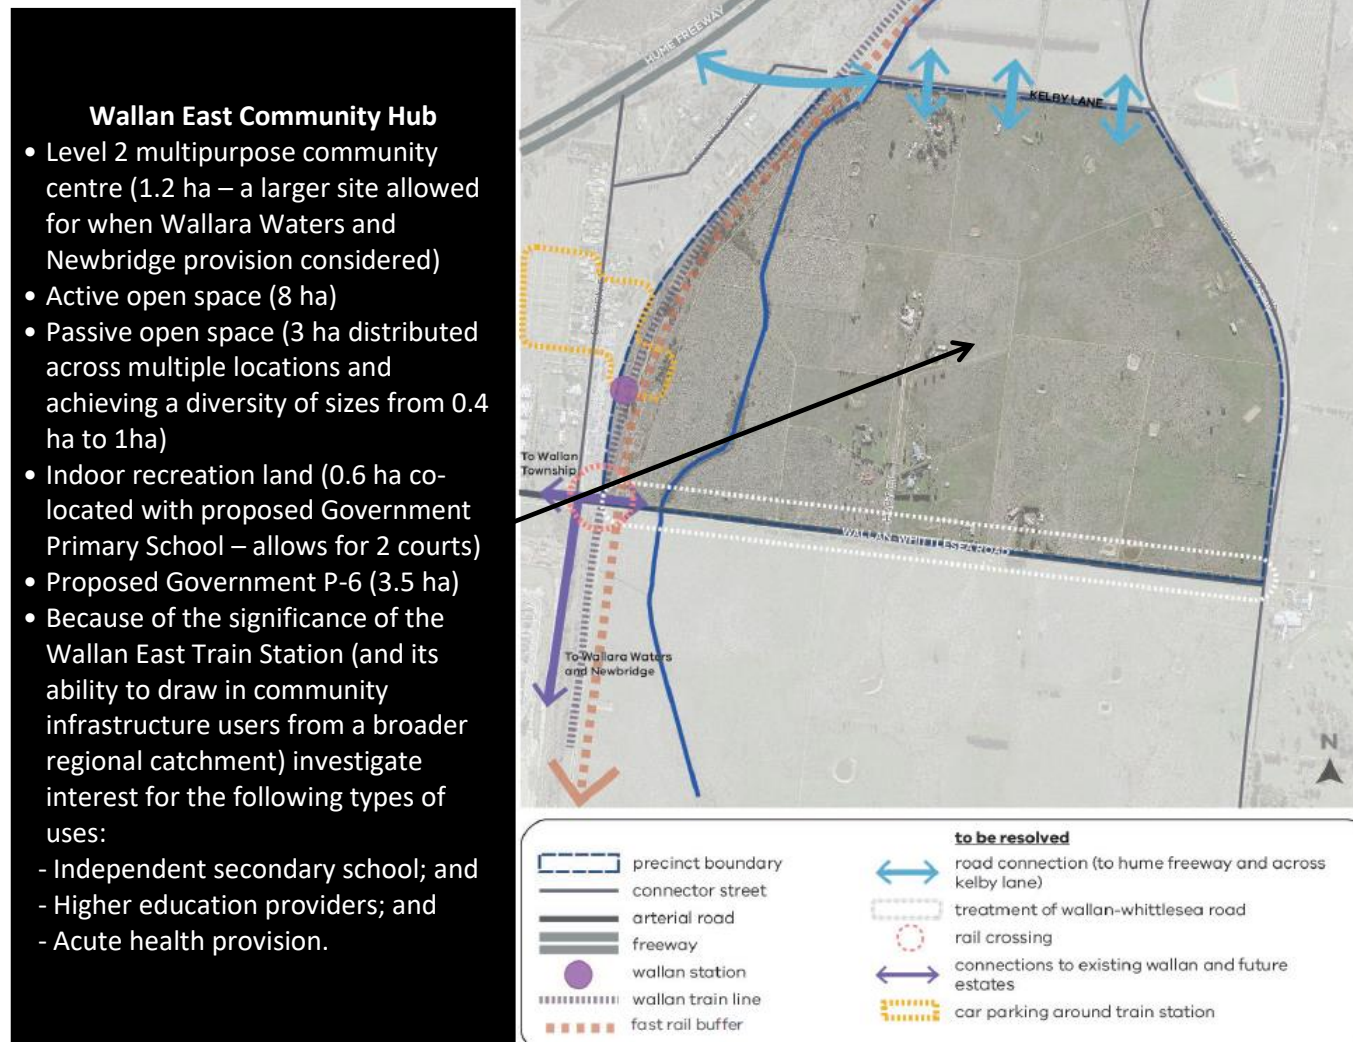 Wallan East Community Hub
• Level 2 multipurpose community
centre (1.2 ha – a larger site allowed
for when Wallara Waters and
Newbridge provision considered)
• Active open space (8 ha)
• Passive open space (3 ha distributed
across multiple locations and
achieving a diversity of sizes from 0.4
ha to 1ha)
• Indoor recreation land (0.6 ha co-
located with proposed Government
Primary School – allows for 2 courts)
• Proposed Government P-6 (3.5 ha)
• Because of the significance of the
Wallan East Train Station (and its
ability to draw in community
infrastructure users from a broader
regional catchment) investigate
interest for the following types of
uses:
- Independent secondary school; and
- Higher education providers; and
- Acute health provision.
HUME FREEWAY
KELBY LANE
To Wallan
Township
WALLAN-WHITTLESEA ROAD
To Wallara Waters
and Newbridge
N
precinct boundary
connector street
arterial road
freeway
wallan station
wallan train line
fast rail buffer
to be resolved
road connection (to hume freeway and across
kelby lane)
treatment of wallan-whittlesea road
rail crossing
connections to existing wallan and future
estates
car parking around train station